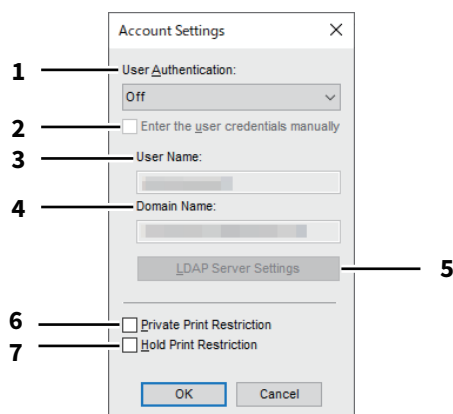 Account Settings
1
User Authentication:
Off
2
Enter the user credentials manually
3
User Name:
4
Domain Name:
LDAP Server Settings
5
6
Private Print Restriction
7
Hold Print Restriction
OK
Cancel